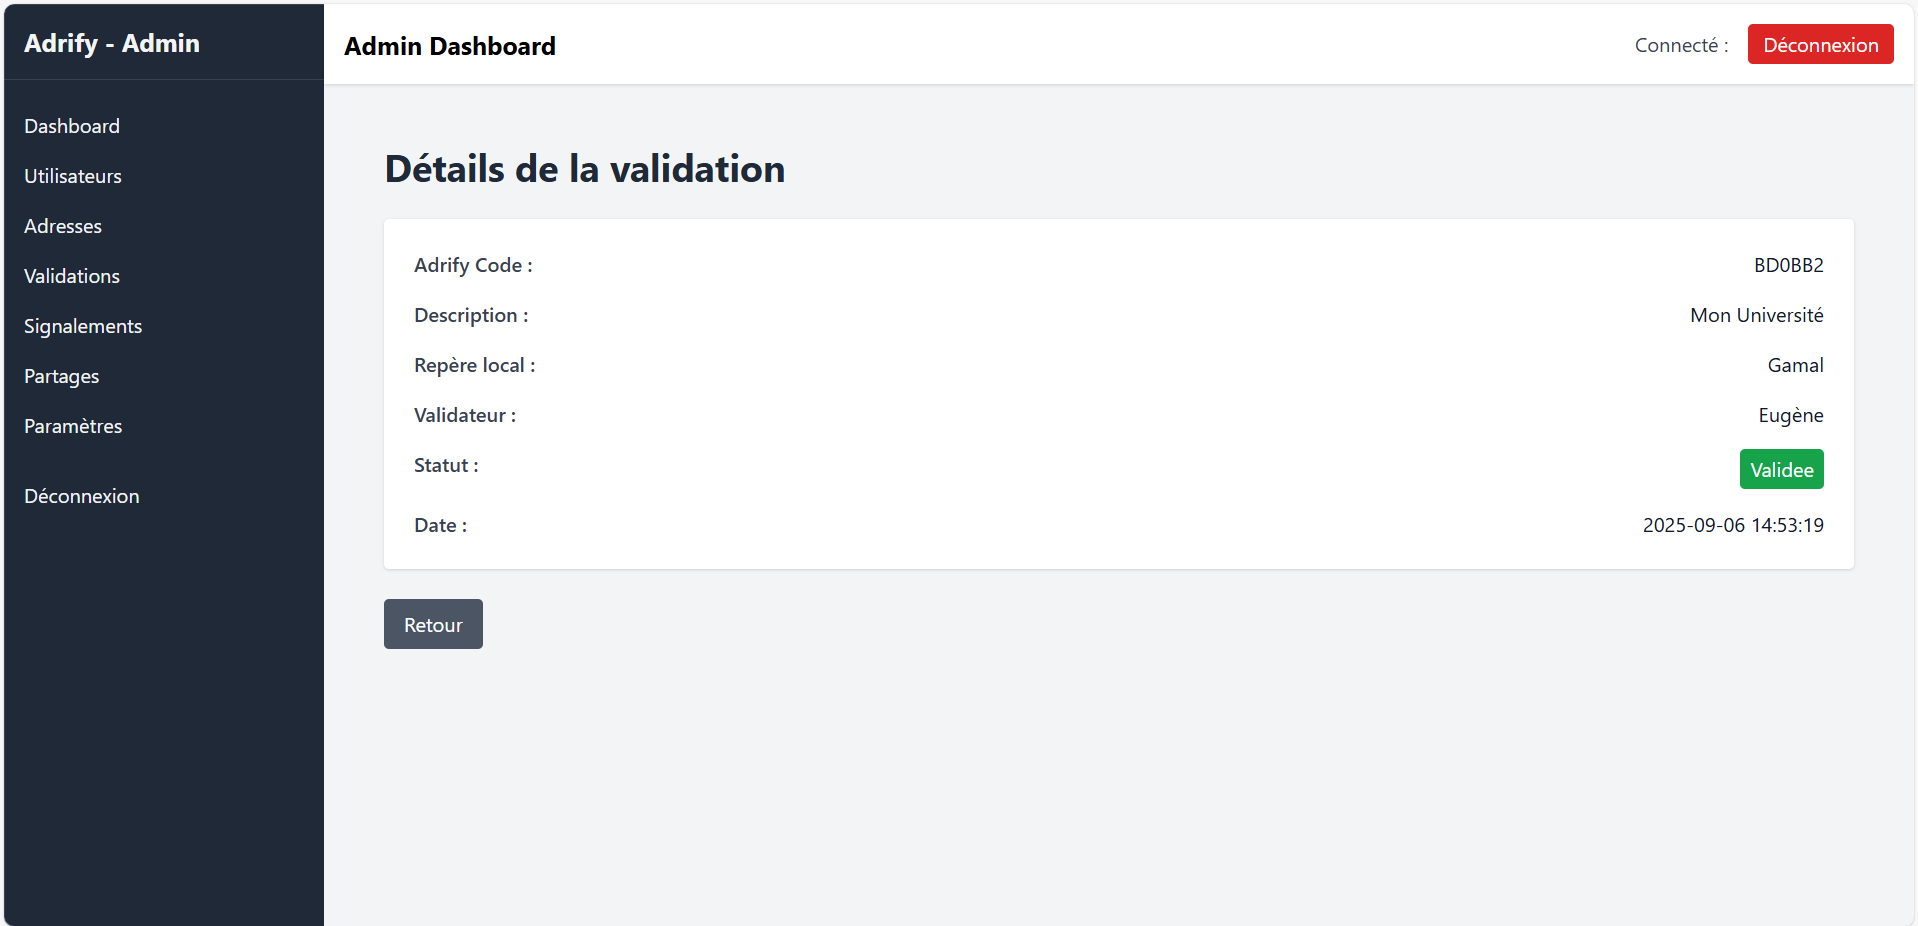 Adrify - Admin
Dashboard
Utilisateurs
Adresses
Validations
Signalements
Partages
Paramètres
Déconnexion
Admin Dashboard
Connecté :
Déconnexion
Détails de la validation
Adrify Code : BD0BB2
Description : Mon Université
Repère local : Gamal
Validateur : Eugène
Statut : Validee
Date : 2025-09-06 14:53:19
Retour